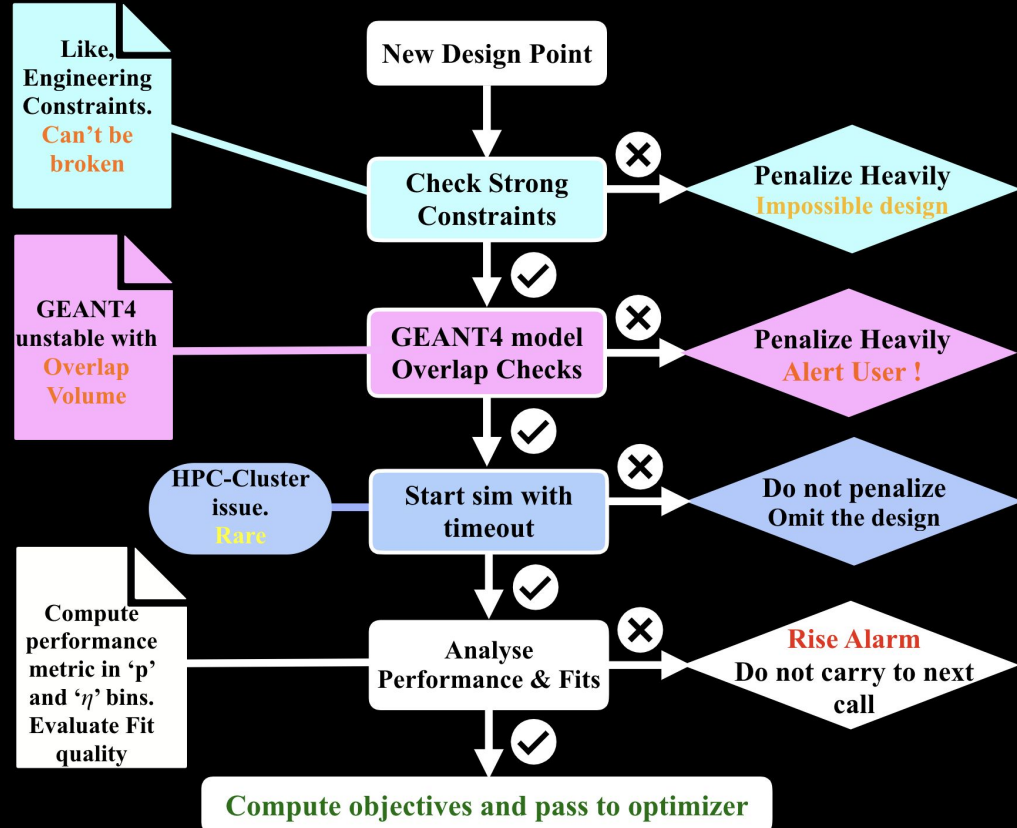 New Design Point
Like,
Engineering
Constraints.
Can't be
broken
Check Strong
Constraints
Penalize Heavily
Impossible design
GEANT4
unstable with
Overlap
Volume
GEANT4 model
Overlap Checks
Penalize Heavily
Alert User !
HPC-Cluster
issue.
Rare
Start sim with
timeout
Do not penalize
Omit the design
Compute
performance
metric in ‘p’
and ‘η’ bins.
Evaluate Fit
quality
Analyse
Performance & Fits
Rise Alarm
Do not carry to next
call
Compute objectives and pass to optimizer